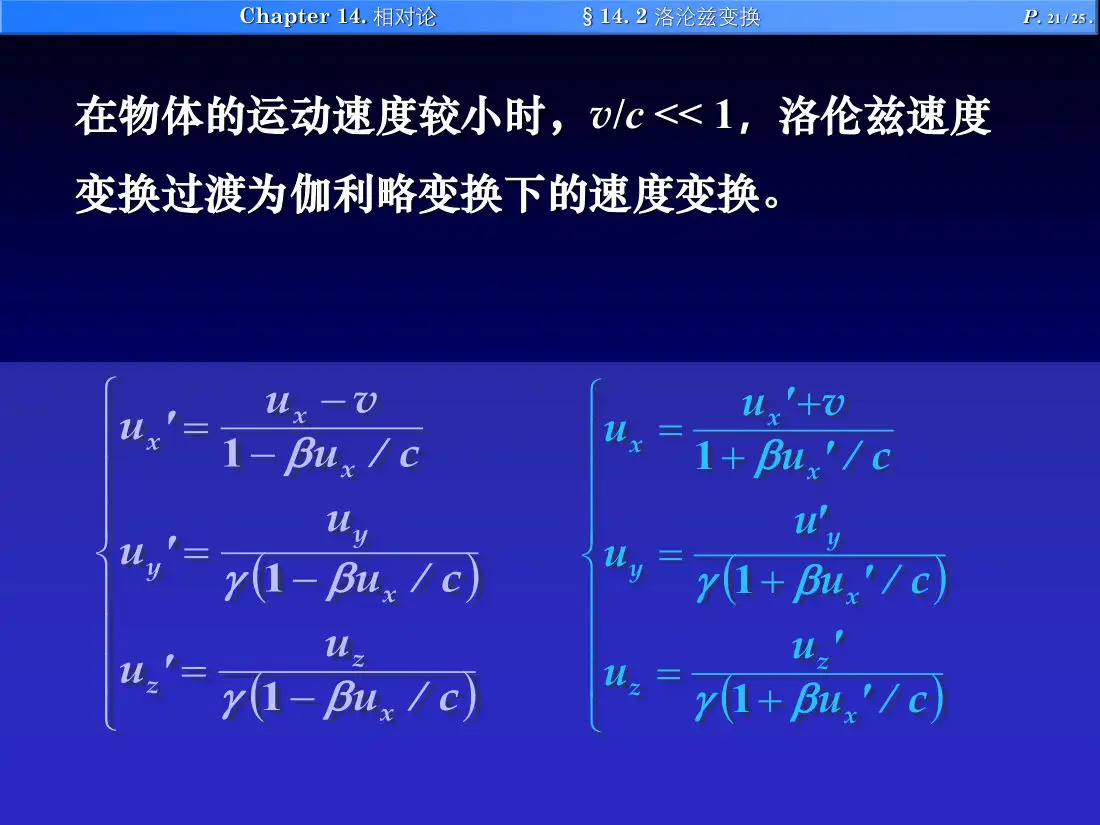 Chapter 14. 相对论 § 14. 2 洛沦兹变换 P. 21 / 25 .
在物体的运动速度较小时，v/c << 1，洛伦兹速度
变换过渡为伽利略变换下的速度变换。
u_x' = (u_x − v) / (1 − βu_x / c)
u_y' = u_y / (γ(1 − βu_x / c))
u_z' = u_z / (γ(1 − βu_x / c))
u_x = (u_x' + v) / (1 + βu_x' / c)
u_y = u'_y / (γ(1 + βu_x' / c))
u_z = u_z' / (γ(1 + βu_x' / c))